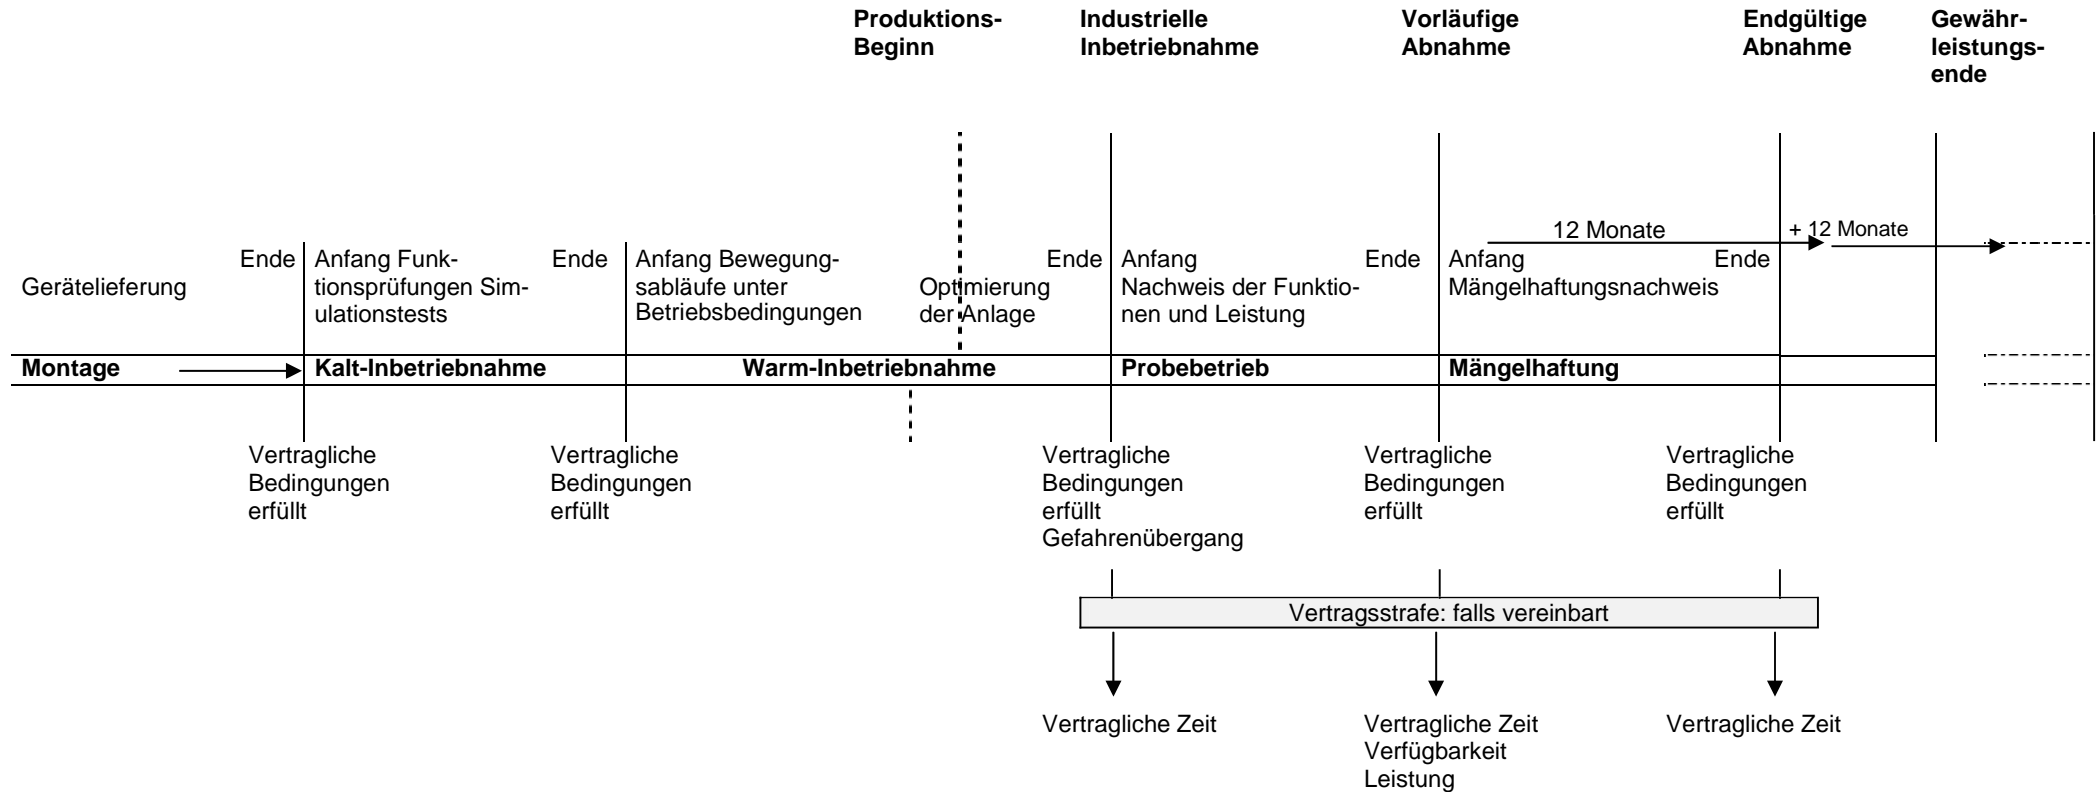 Produktions-
Beginn
Industrielle
Inbetriebnahme
Vorläufige
Abnahme
Endgültige
Abnahme
Gewähr-
leistungs-
ende
12 Monate
+ 12 Monate
Gerätelieferung
Ende
Anfang Funk-
tionsprüfungen Sim-
ulationstests
Ende
Anfang Bewegung-
sabläufe unter
Betriebsbedingungen
Optimierung
der Anlage
Ende
Anfang
Nachweis der Funktio-
nen und Leistung
Ende
Anfang
Mängelhaftungsnachweis
Ende
Montage
Kalt-Inbetriebnahme
Warm-Inbetriebnahme
Probebetrieb
Mängelhaftung
Vertragliche
Bedingungen
erfüllt
Vertragliche
Bedingungen
erfüllt
Vertragliche
Bedingungen
erfüllt
Gefahrenübergang
Vertragliche
Bedingungen
erfüllt
Vertragliche
Bedingungen
erfüllt
Vertragsstrafe: falls vereinbart
Vertragliche Zeit
Vertragliche Zeit
Verfügbarkeit
Leistung
Vertragliche Zeit